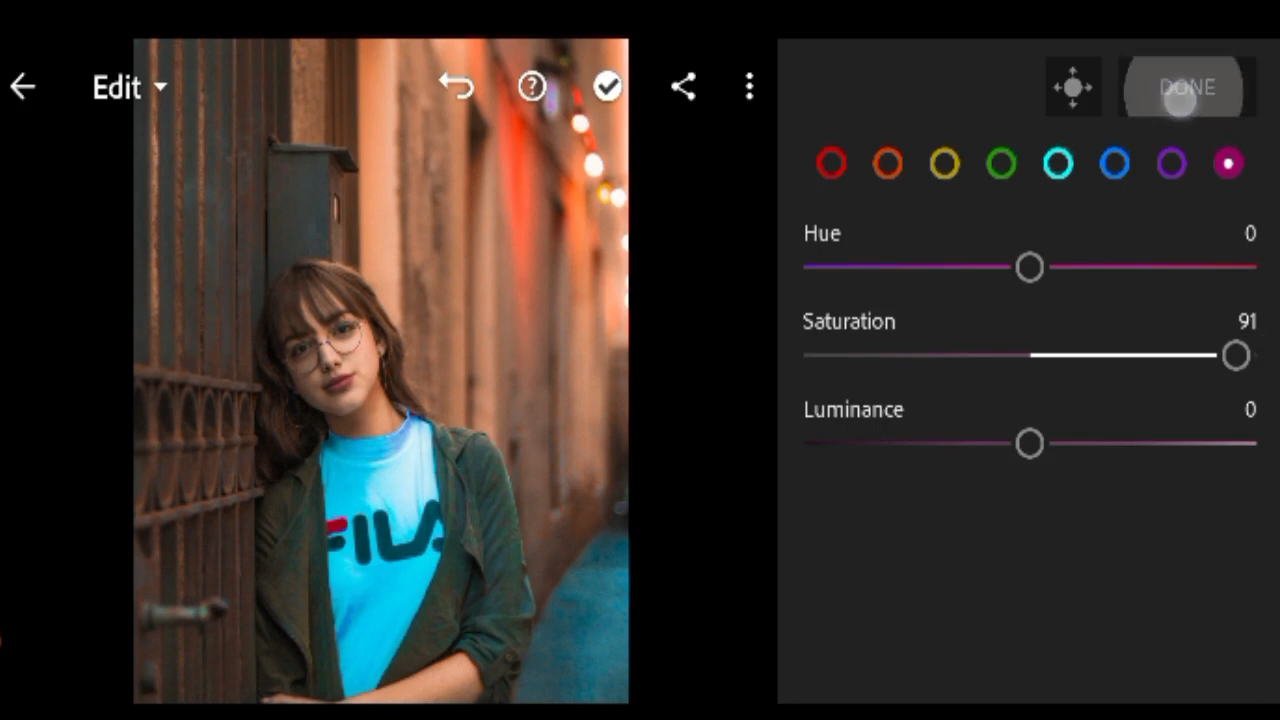 Edit
DONE
Hue 0
Saturation 91
Luminance 0
FILA